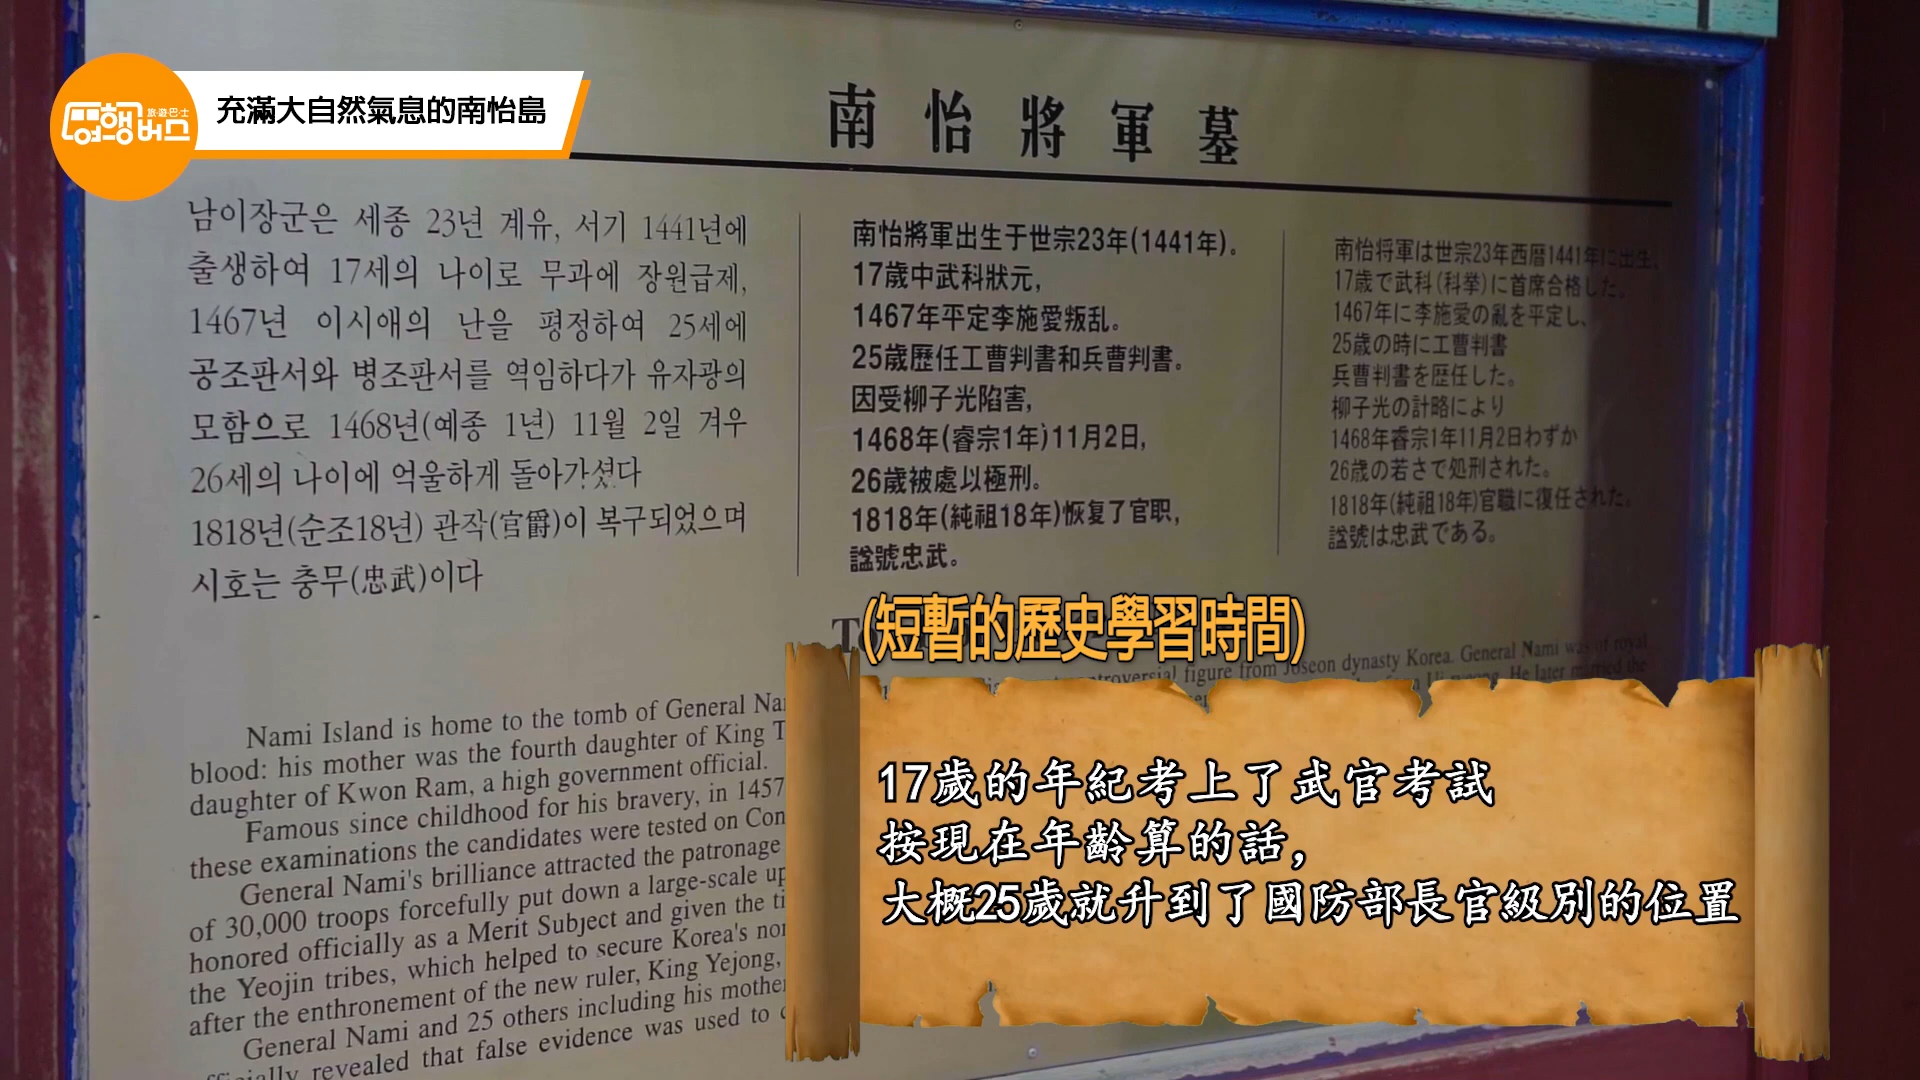 여행버스
旅·遊·巴·士
充滿大自然氣息的南怡島
南怡將軍墓
남이장군은 세종 23년 계유, 서기 1441년에
출생하여 17세의 나이로 무과에 장원급제,
1467년 이시애의 난을 평정하여 25세에
공조판서와 병조판서를 역임하다가 유자광의
모함으로 1468년(예종 1년) 11월 2일 겨우
26세의 나이에 억울하게 돌아가셨다
1818년(순조18년) 관작(官爵)이 복구되었으며
시호는 충무(忠武)이다
南怡將軍出生于世宗23年(1441年)。
17歲中武科狀元,
1467年平定李施愛叛乱。
25歲歷任工曹判書和兵曹判書。
因受柳子光陷害,
1468年(睿宗1年)11月2日,
26歲被處以極刑。
1818年(純祖18年)恢复了官职,
諡號忠武。
南怡将軍は世宗23年西暦1441年に出生、
17歳で武科(科挙)に首席合格した。
1467年に李施愛の亂を平定し、
25歳の時に工曹判書
兵曹判書を歴任した。
柳子光の計略により
1468年睿宗1年11月2日わずか
26歳の若さで処刑された。
1818年(純祖18年)官職に復任された。
諡號は忠武である。
Nami Island is home to the tomb of General
blood: his mother was the fourth daughter of King
daughter of Kwon Ram, a high government official.
Famous since childhood for his bravery, in 1457
these examinations the candidates were tested on
General Nami's brilliance attracted the patronage
of 30,000 troops forcefully put down a large-scale
honored officially as a Merit Subject and given the
the Yeojin tribes, which helped to secure Korea's
after the enthronement of the new ruler, King Yejong,
General Nami and 25 others including his mother
revealed that false evidence was used to
figure from Joseon dynasty Korea. General Nami was of royal
He later married the
(短暫的歷史學習時間)
17歲的年紀考上了武官考試
按現在年齡算的話,
大概25歲就升到了國防部長官級別的位置